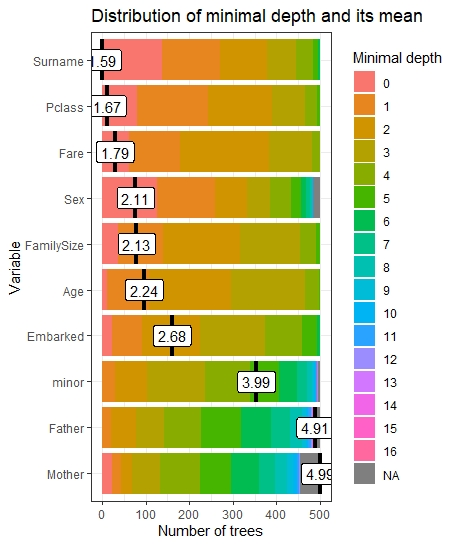 Distribution of minimal depth and its mean
Variable
Surname
Pclass
Fare
Sex
FamilySize
Age
Embarked
minor
Father
Mother
1.59
1.67
1.79
2.11
2.13
2.24
2.68
3.99
4.91
4.99
0 100 200 300 400 500
Number of trees
Minimal depth
0
1
2
3
4
5
6
7
8
9
10
11
12
13
14
15
16
NA